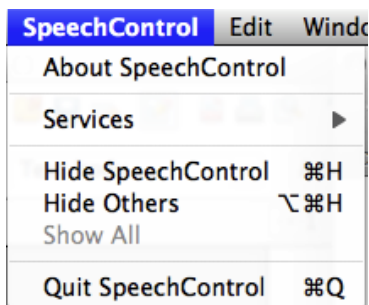 SpeechControl Edit
About SpeechControl
Services
Hide SpeechControl ⌘H
Hide Others ⌥⌘H
Show All
Quit SpeechControl ⌘Q